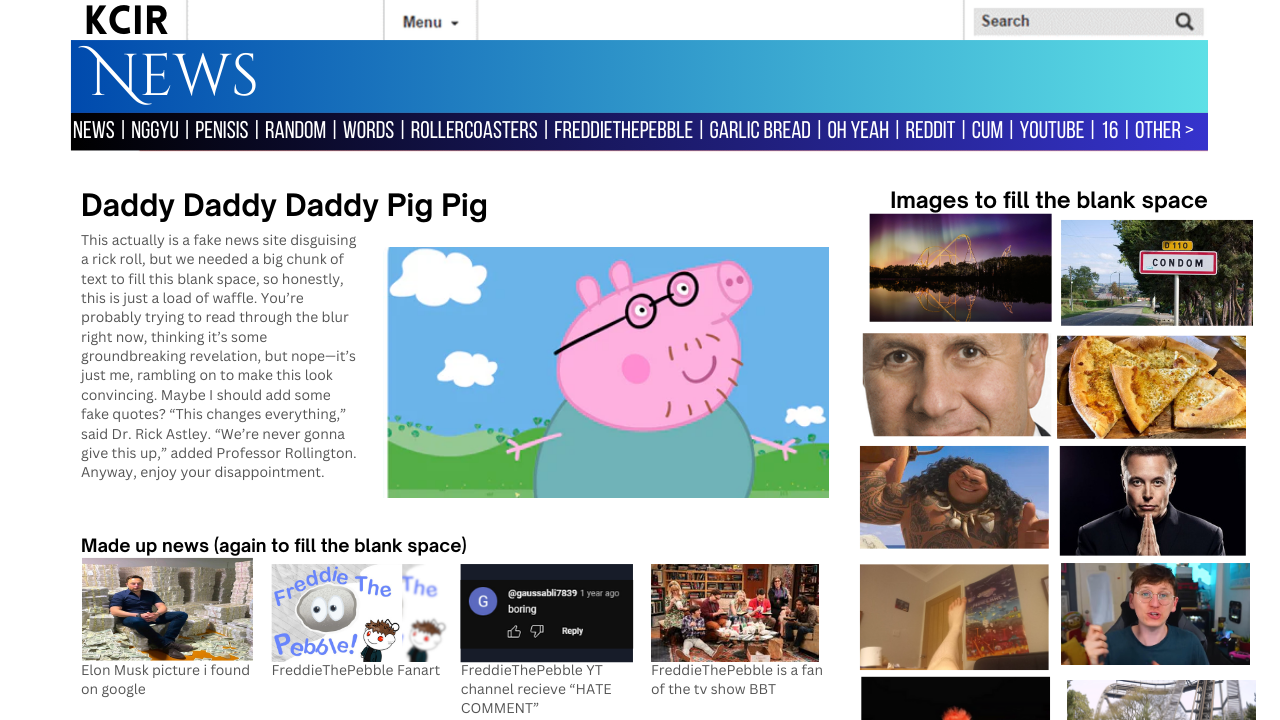 KCIR
Menu
Search
NEWS
NEWS | NGGYU | PENISIS | RANDOM | WORDS | ROLLERCOASTERS | FREDDIETHEPEBBLE | GARLIC BREAD | OH YEAH | REDDIT | CUM | YOUTUBE | 16 | OTHER >
Daddy Daddy Daddy Pig Pig
This actually is a fake news site disguising
a rick roll, but we needed a big chunk of
text to fill this blank space, so honestly,
this is just a load of waffle. You’re
probably trying to read through the blur
right now, thinking it’s some
groundbreaking revelation, but nope—it’s
just me, rambling on to make this look
convincing. Maybe I should add some
fake quotes? “This changes everything,”
said Dr. Rick Astley. “We’re never gonna
give this up,” added Professor Rollington.
Anyway, enjoy your disappointment.
Images to fill the blank space
D 110
CONDOM
Made up news (again to fill the blank space)
Freddie The
Pebble!
The
G
@gaussabli7839 1 year ago
boring
Reply
Elon Musk picture i found
on google
FreddieThePebble Fanart
FreddieThePebble YT
channel recieve “HATE
COMMENT”
FreddieThePebble is a fan
of the tv show BBT